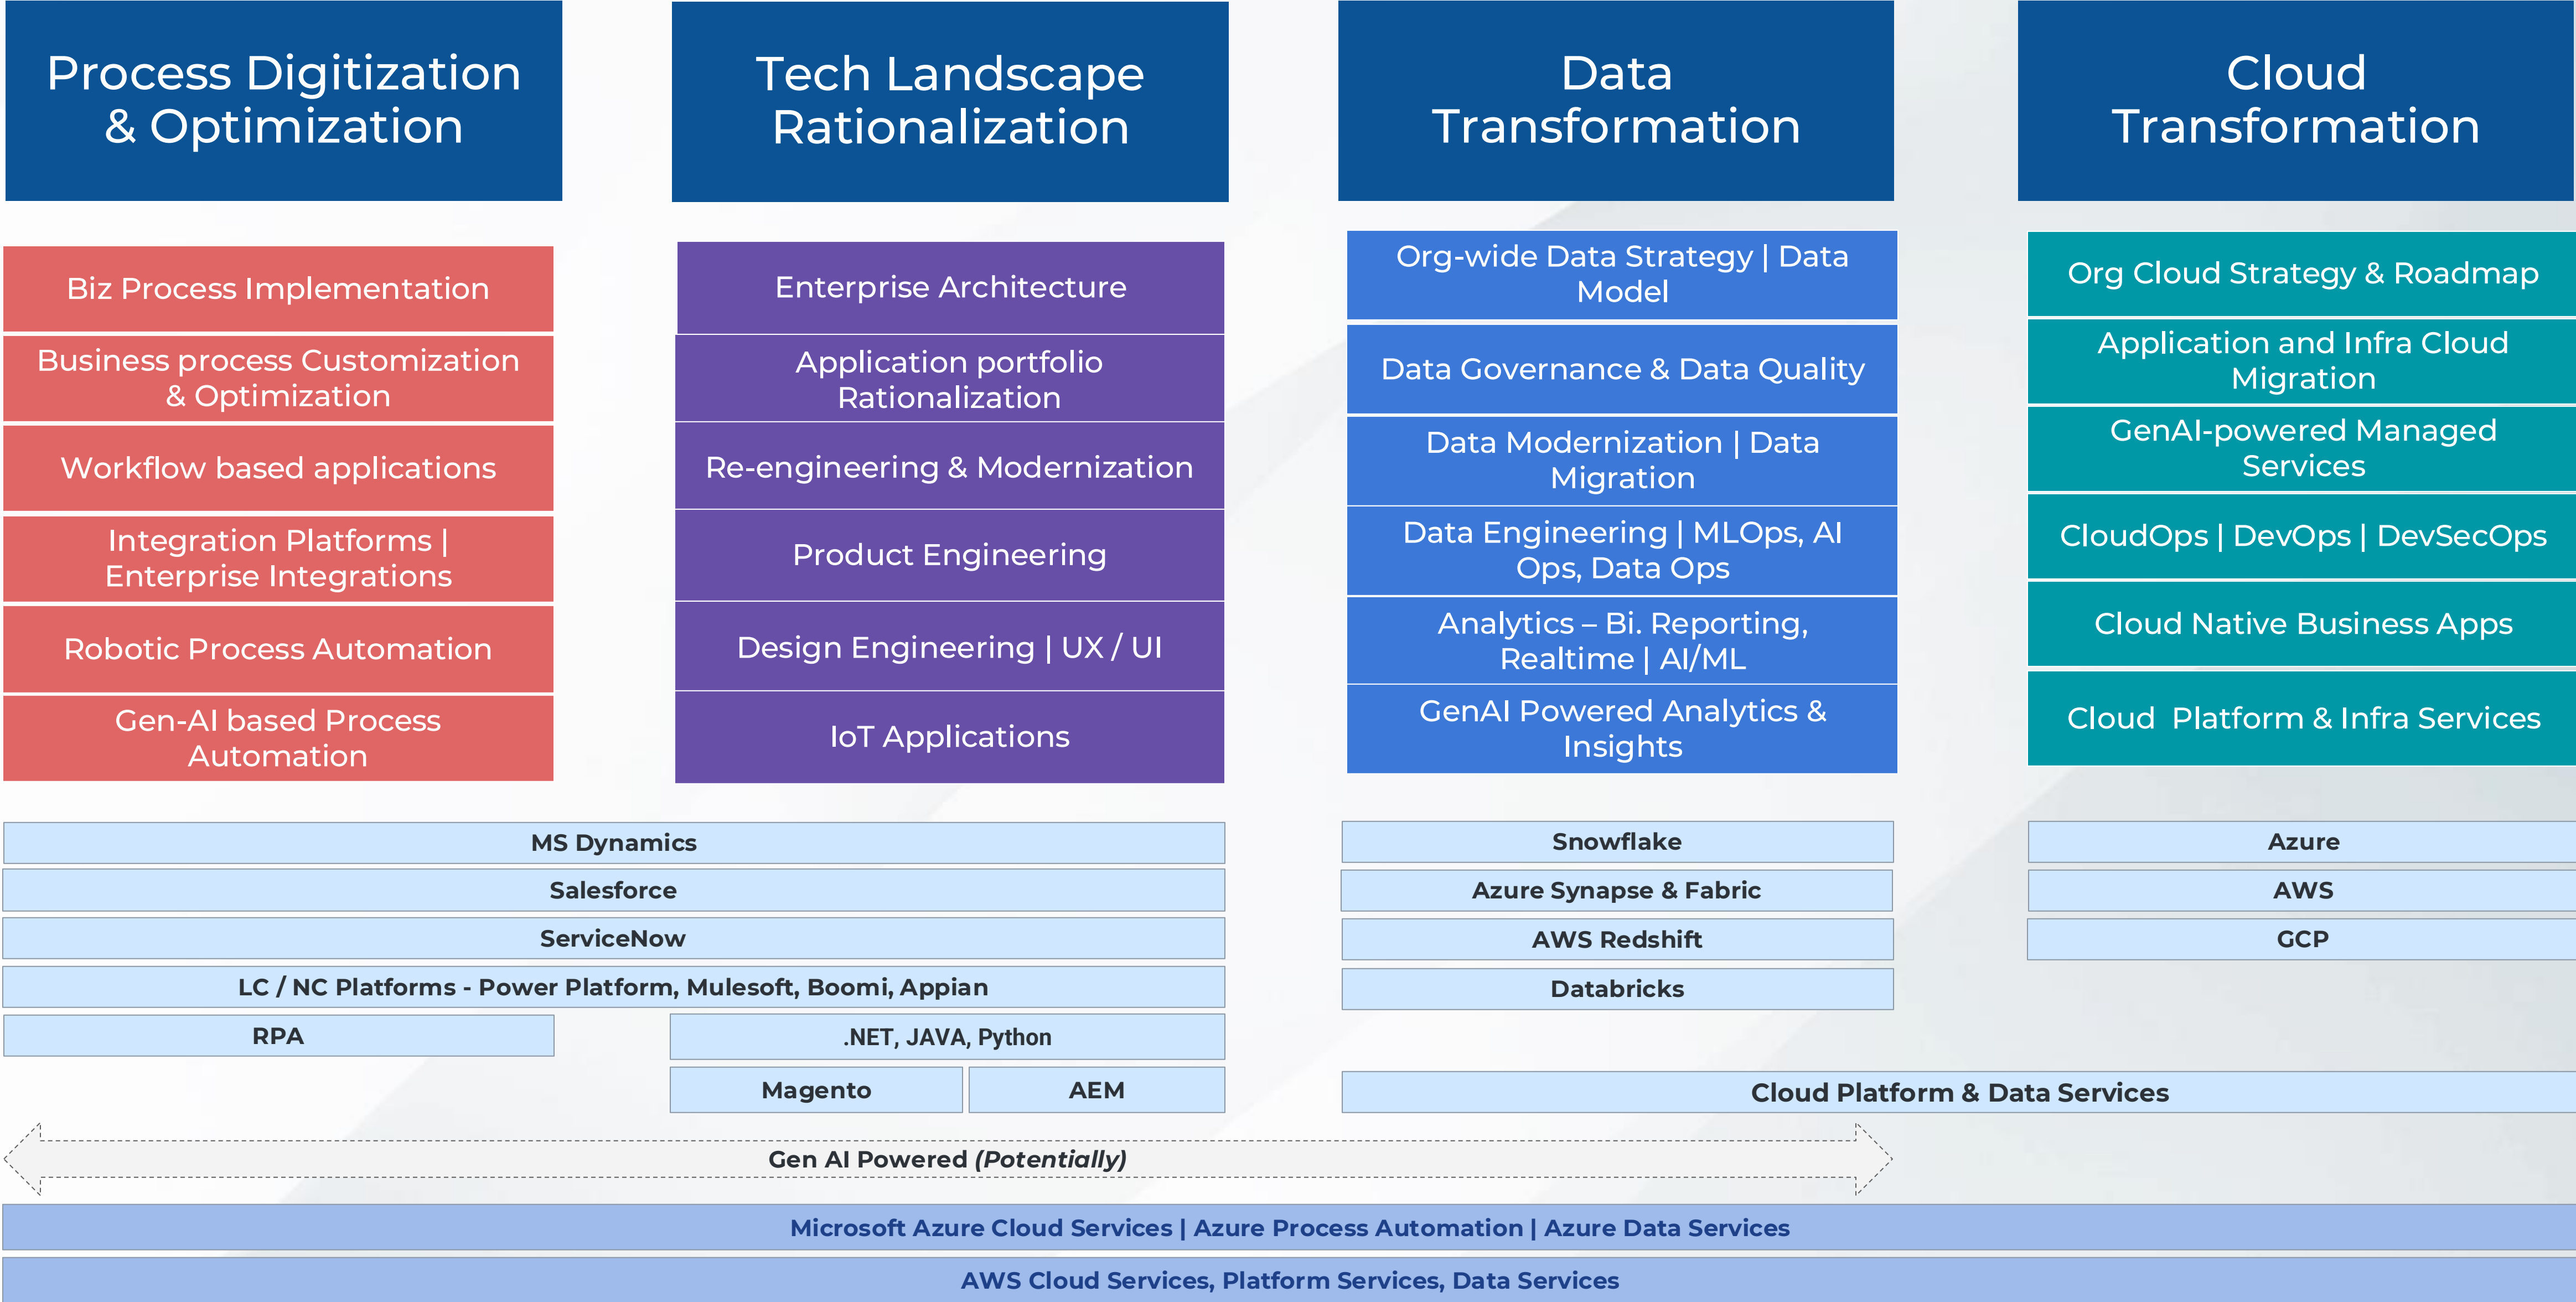 Process Digitization
& Optimization
Tech Landscape
Rationalization
Data
Transformation
Cloud
Transformation
Biz Process Implementation
Business process Customization
& Optimization
Workflow based applications
Integration Platforms |
Enterprise Integrations
Robotic Process Automation
Gen-AI based Process
Automation
Enterprise Architecture
Application portfolio
Rationalization
Re-engineering & Modernization
Product Engineering
Design Engineering | UX / UI
IoT Applications
Org-wide Data Strategy | Data
Model
Data Governance & Data Quality
Data Modernization | Data
Migration
Data Engineering | MLOps, AI
Ops, Data Ops
Analytics – Bi. Reporting,
Realtime | AI/ML
GenAI Powered Analytics &
Insights
Org Cloud Strategy & Roadmap
Application and Infra Cloud
Migration
GenAI-powered Managed
Services
CloudOps | DevOps | DevSecOps
Cloud Native Business Apps
Cloud  Platform & Infra Services
MS Dynamics
Salesforce
ServiceNow
LC / NC Platforms - Power Platform, Mulesoft, Boomi, Appian
RPA
.NET, JAVA, Python
Magento
AEM
Snowflake
Azure Synapse & Fabric
AWS Redshift
Databricks
Azure
AWS
GCP
Cloud Platform & Data Services
Gen AI Powered (Potentially)
Microsoft Azure Cloud Services | Azure Process Automation | Azure Data Services
AWS Cloud Services, Platform Services, Data Services